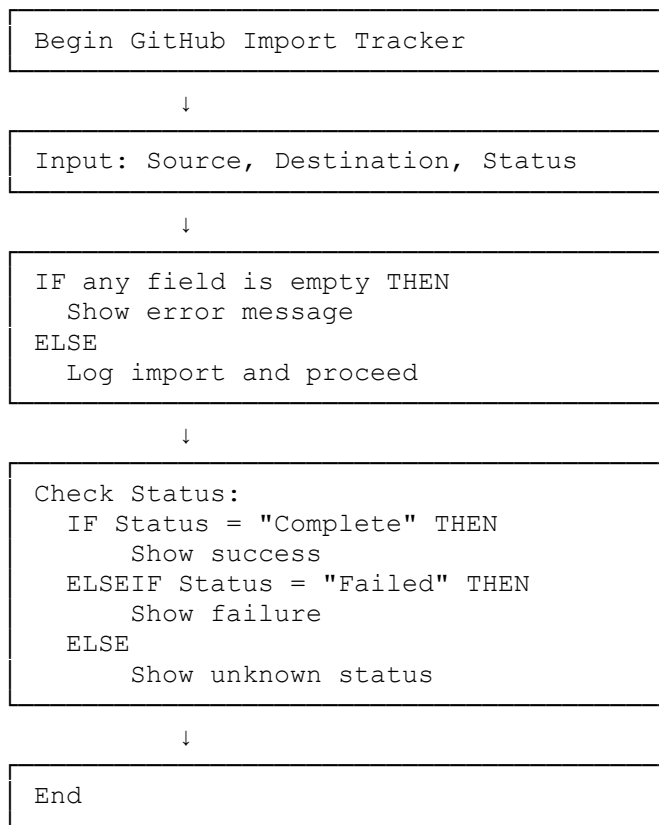 Begin GitHub Import Tracker
↓
Input: Source, Destination, Status
↓
IF any field is empty THEN
Show error message
ELSE
Log import and proceed
↓
Check Status:
IF Status = "Complete" THEN
Show success
ELSEIF Status = "Failed" THEN
Show failure
ELSE
Show unknown status
↓
End